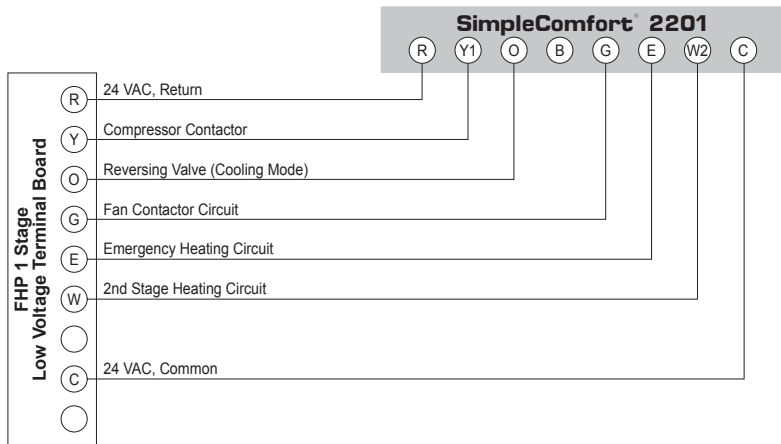 SimpleComfort® 2201
R Y1 O B G E W2 C
FHP 1 Stage
Low Voltage Terminal Board
R 24 VAC, Return
Y Compressor Contactor
O Reversing Valve (Cooling Mode)
G Fan Contactor Circuit
E Emergency Heating Circuit
W 2nd Stage Heating Circuit
C 24 VAC, Common